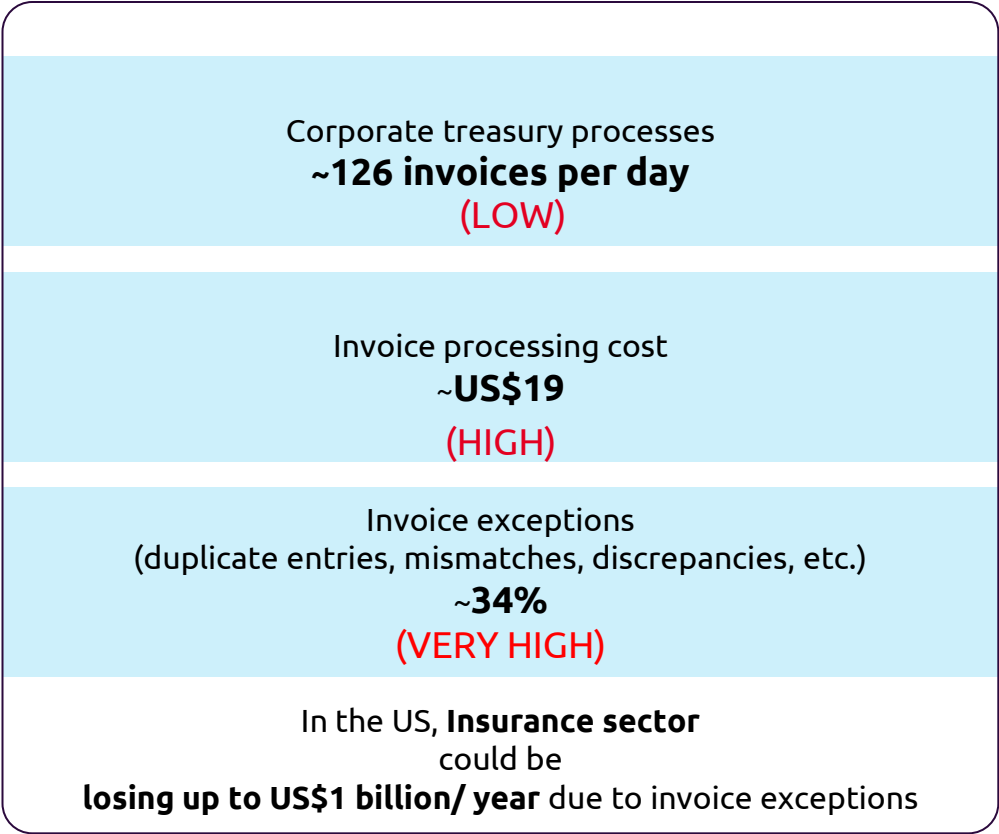 Corporate treasury processes
~126 invoices per day
(LOW)
Invoice processing cost
~US$19
(HIGH)
Invoice exceptions
(duplicate entries, mismatches, discrepancies, etc.)
~34%
(VERY HIGH)
In the US, Insurance sector
could be
losing up to US$1 billion/ year due to invoice exceptions